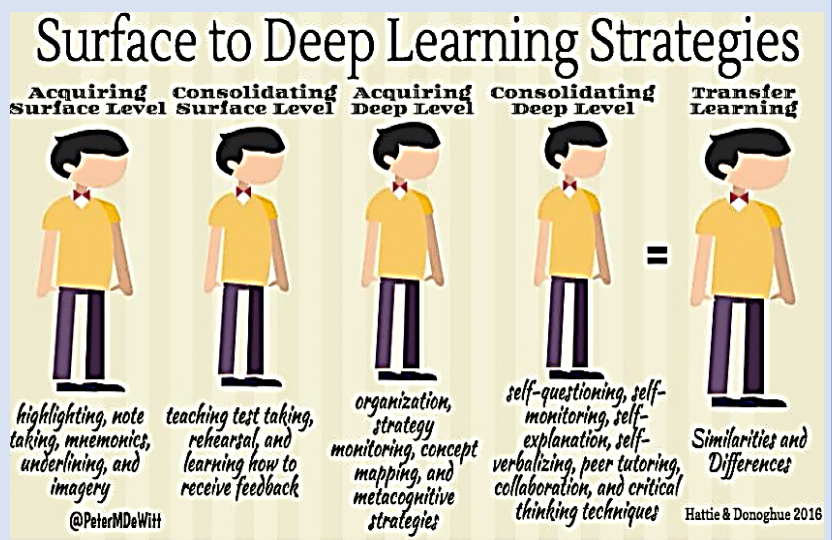 Surface to Deep Learning Strategies
Acquiring
Surface Level
Consolidating
Surface Level
Acquiring
Deep Level
Consolidating
Deep Level
Transfer
Learning
=
highlighting, note
taking, mnemonics,
underlining, and
imagery
teaching test taking,
rehearsal, and
learning how to
receive feedback
organization,
strategy
monitoring, concept
mapping, and
metacognitive
strategies
self-questioning, self-
monitoring, self-
explanation, self-
verbalizing, peer tutoring,
collaboration, and critical
thinking techniques
Similarities and
Differences
@PeterMDeWitt
Hattie & Donoghue 2016